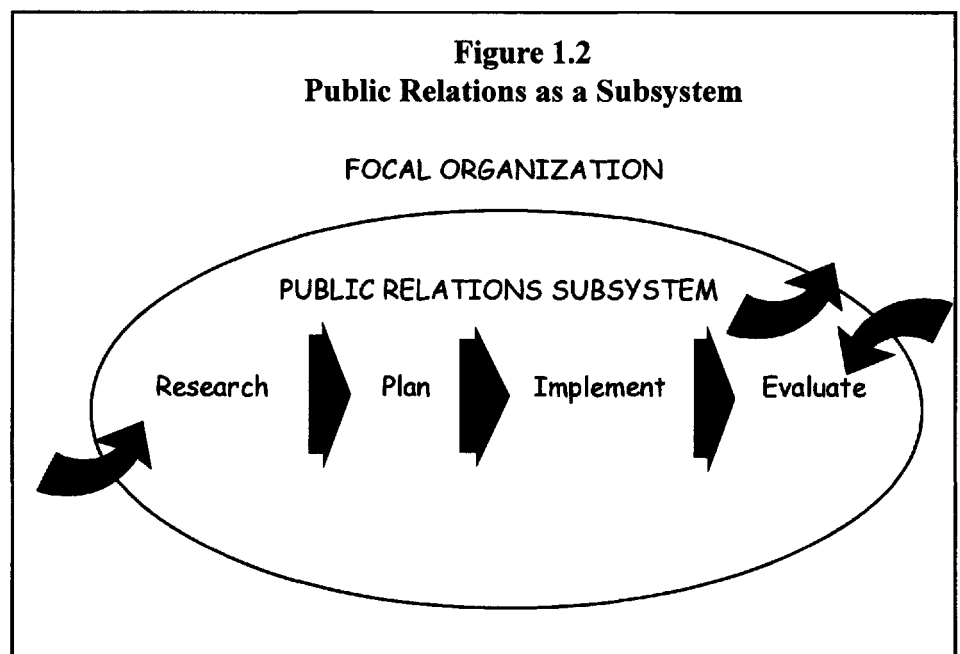 Figure 1.2
Public Relations as a Subsystem
FOCAL ORGANIZATION
PUBLIC RELATIONS SUBSYSTEM
Research Plan Implement Evaluate